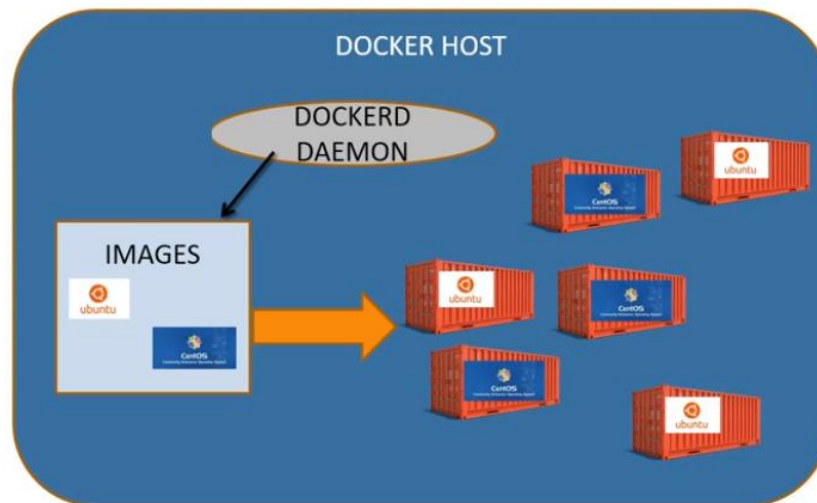 DOCKER HOST
DOCKERD
DAEMON
ubuntu
CentOS
IMAGES
ubuntu
CentOS
ubuntu
CentOS
CentOS
ubuntu